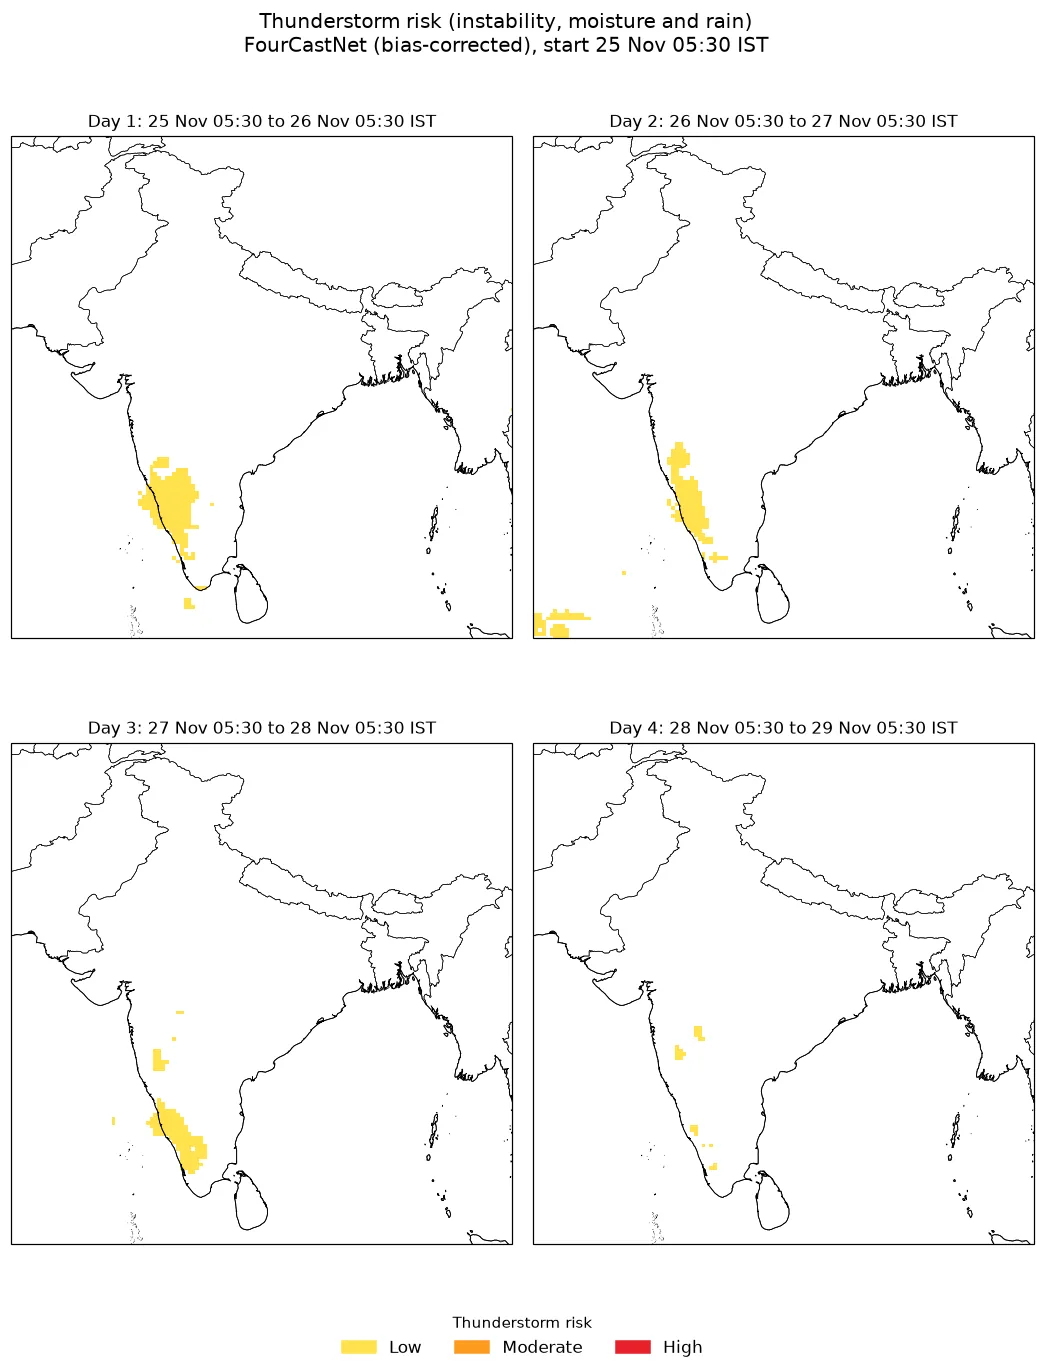 Thunderstorm risk (instability, moisture and rain)
FourCastNet (bias-corrected), start 25 Nov 05:30 IST
Day 1: 25 Nov 05:30 to 26 Nov 05:30 IST
Day 2: 26 Nov 05:30 to 27 Nov 05:30 IST
Day 3: 27 Nov 05:30 to 28 Nov 05:30 IST
Day 4: 28 Nov 05:30 to 29 Nov 05:30 IST
Thunderstorm risk
Low
Moderate
High